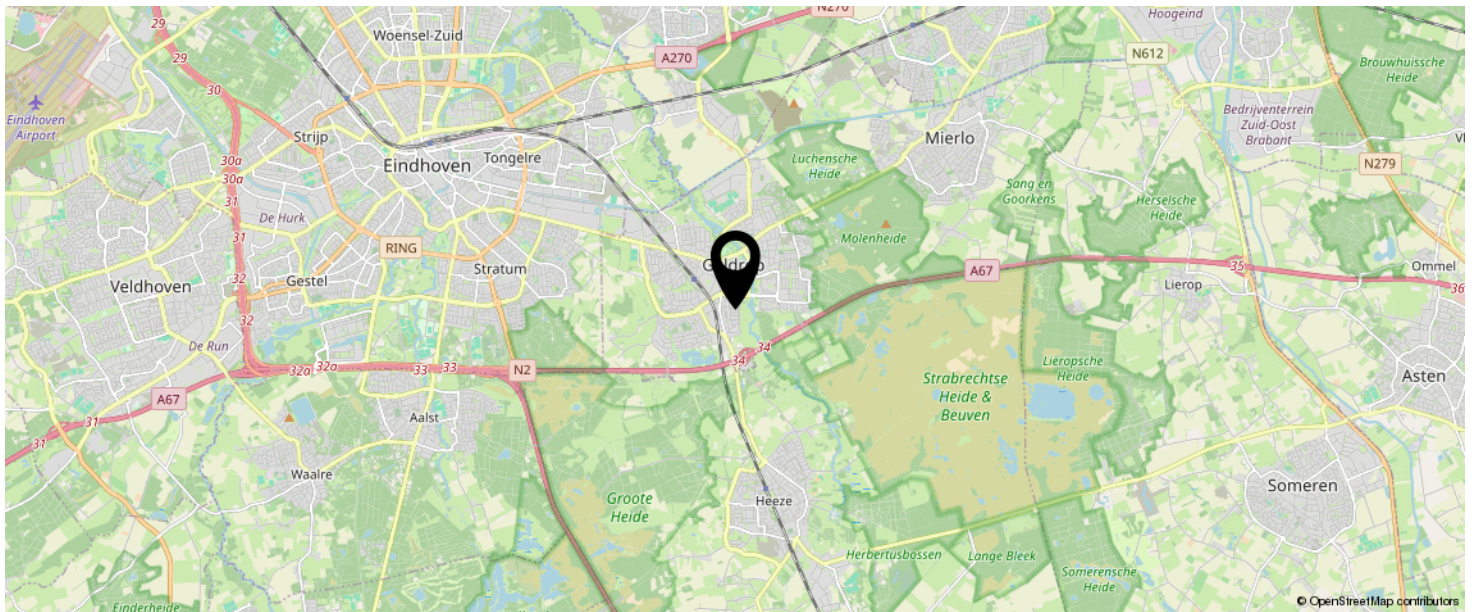 29
N270
Hoogeind
Woensel-Zuid
29
A270
N612
Brouwhuissche
Heide
30
Eindhoven
Airport
Bedrijventerrein
Zuid-Oost
Brabant
Strijp
Mierlo
Tongelre
Eindhoven
Luchensche
Heide
N279
30a
30a
Sang en
Goorkens
31
Herselsche
Heide
De Hurk
31
Molenheide
RING
Stratum
A67
35
Ommel
32
Gestel
Veldhoven
Lierop
36
32
De Run
34
34
32a
32a
33
33
N2
Lieropsche
Heide
Strabrechtse
Heide &
Beuven
Asten
A67
31
Aalst
31
Waalre
Groote
Heide
Heeze
Someren
Herbertusbossen
Lange Bleek
Somerensche
Heide
Einderheide
© OpenStreetMap contributors